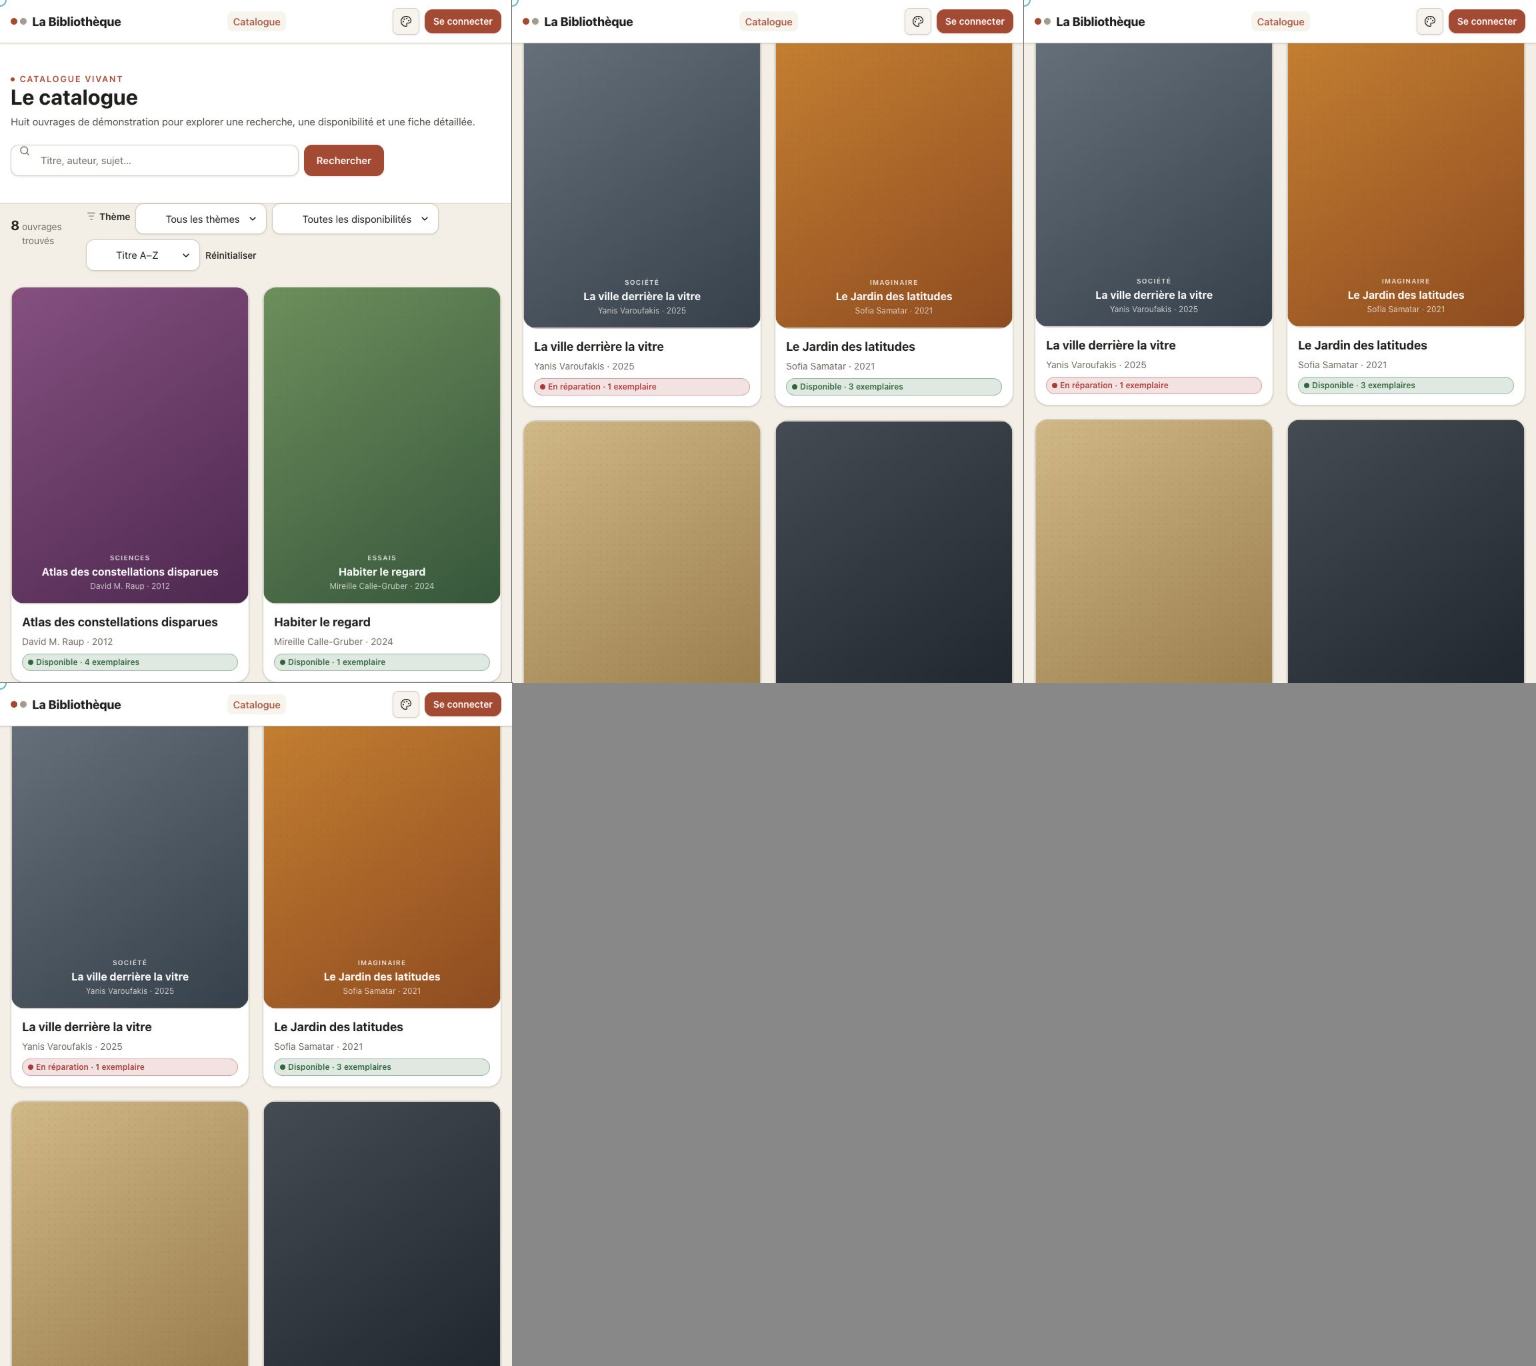 La Bibliothèque
Catalogue
Se connecter
CATALOGUE VIVANT
Le catalogue
Huit ouvrages de démonstration pour explorer une recherche, une disponibilité et une fiche détaillée.
Titre, auteur, sujet...
Rechercher
8 ouvrages trouvés
Thème
Tous les thèmes
Toutes les disponibilités
Titre A–Z
Réinitialiser
SCIENCES
Atlas des constellations disparues
David M. Raup · 2012
Atlas des constellations disparues
David M. Raup · 2012
Disponible · 4 exemplaires
ESSAIS
Habiter le regard
Mireille Calle-Gruber · 2024
Habiter le regard
Mireille Calle-Gruber · 2024
Disponible · 1 exemplaire
La Bibliothèque
Catalogue
Se connecter
SOCIÉTÉ
La ville derrière la vitre
Yanis Varoufakis · 2025
La ville derrière la vitre
Yanis Varoufakis · 2025
En réparation · 1 exemplaire
IMAGINAIRE
Le Jardin des latitudes
Sofia Samatar · 2021
Le Jardin des latitudes
Sofia Samatar · 2021
Disponible · 3 exemplaires
La Bibliothèque
Catalogue
Se connecter
SOCIÉTÉ
La ville derrière la vitre
Yanis Varoufakis · 2025
La ville derrière la vitre
Yanis Varoufakis · 2025
En réparation · 1 exemplaire
IMAGINAIRE
Le Jardin des latitudes
Sofia Samatar · 2021
Le Jardin des latitudes
Sofia Samatar · 2021
Disponible · 3 exemplaires
La Bibliothèque
Catalogue
Se connecter
SOCIÉTÉ
La ville derrière la vitre
Yanis Varoufakis · 2025
La ville derrière la vitre
Yanis Varoufakis · 2025
En réparation · 1 exemplaire
IMAGINAIRE
Le Jardin des latitudes
Sofia Samatar · 2021
Le Jardin des latitudes
Sofia Samatar · 2021
Disponible · 3 exemplaires